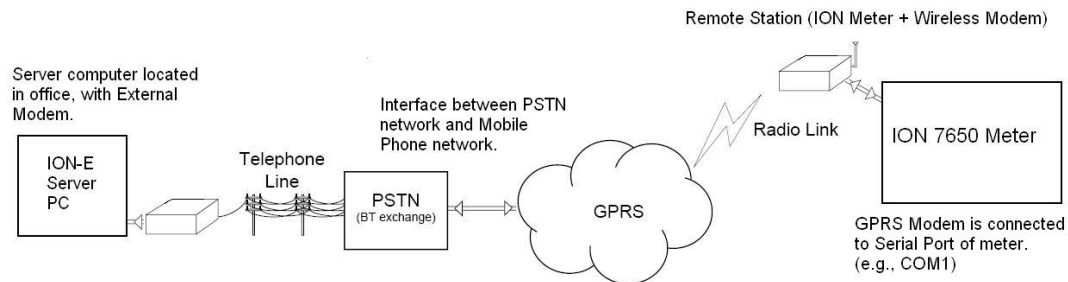 Remote Station (ION Meter + Wireless Modem)
Server computer located
in office, with External
Modem.
ION-E
Server
PC
Telephone
Line
Interface between PSTN
network and Mobile
Phone network.
PSTN
(BT exchange)
GPRS
Radio Link
ION 7650 Meter
GPRS Modem is connected
to Serial Port of meter.
(e.g., COM1)